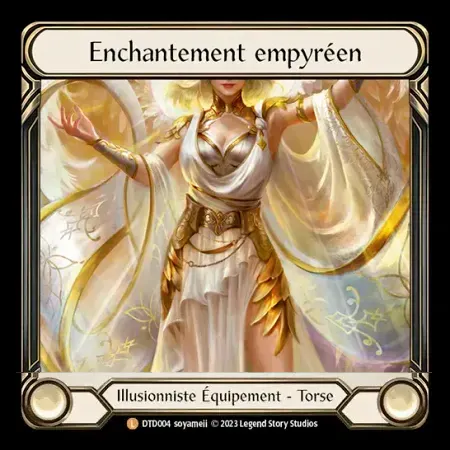 Enchantement empyréen
Illusionniste Équipement - Torse
L DTD004 soyameii © 2023 Legend Story Studios